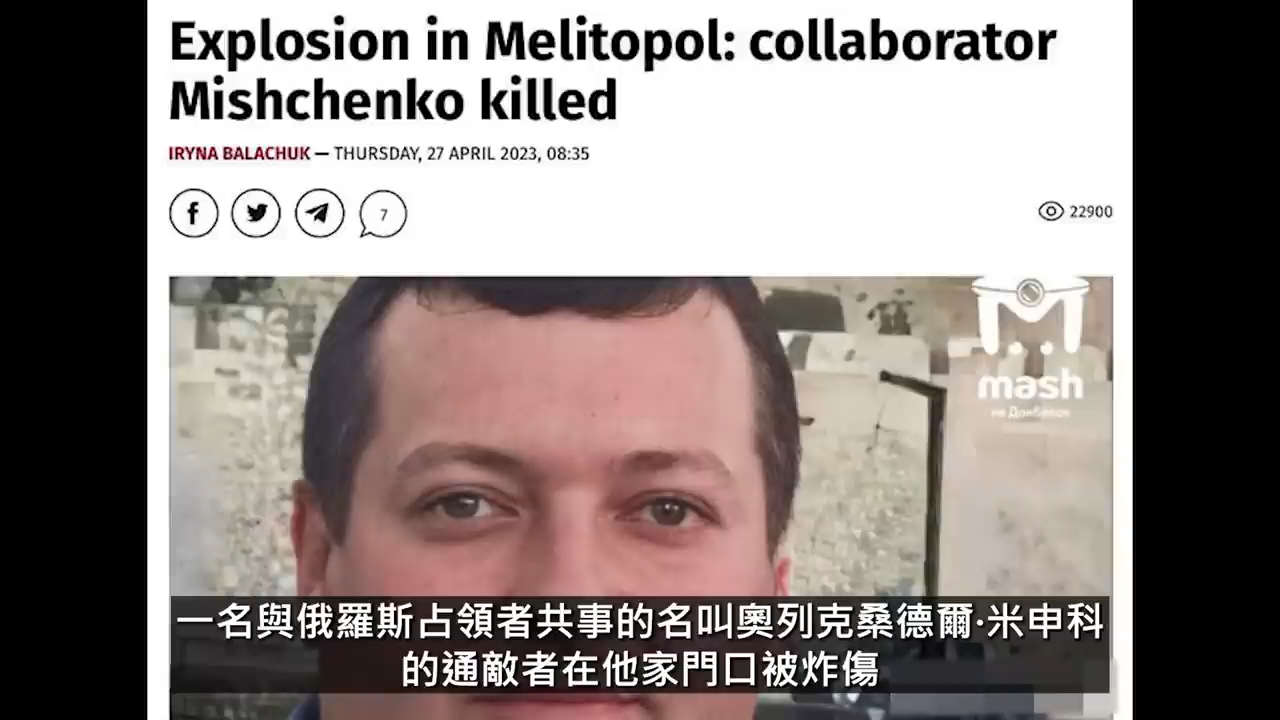 Explosion in Melitopol: collaborator
Mishchenko killed
IRYNA BALACHUK — THURSDAY, 27 APRIL 2023, 08:35
7
22900
mash
на Донбассе
一名與俄羅斯占領者共事的名叫奧列克桑德爾·米申科
的通敵者在他家門口被炸傷